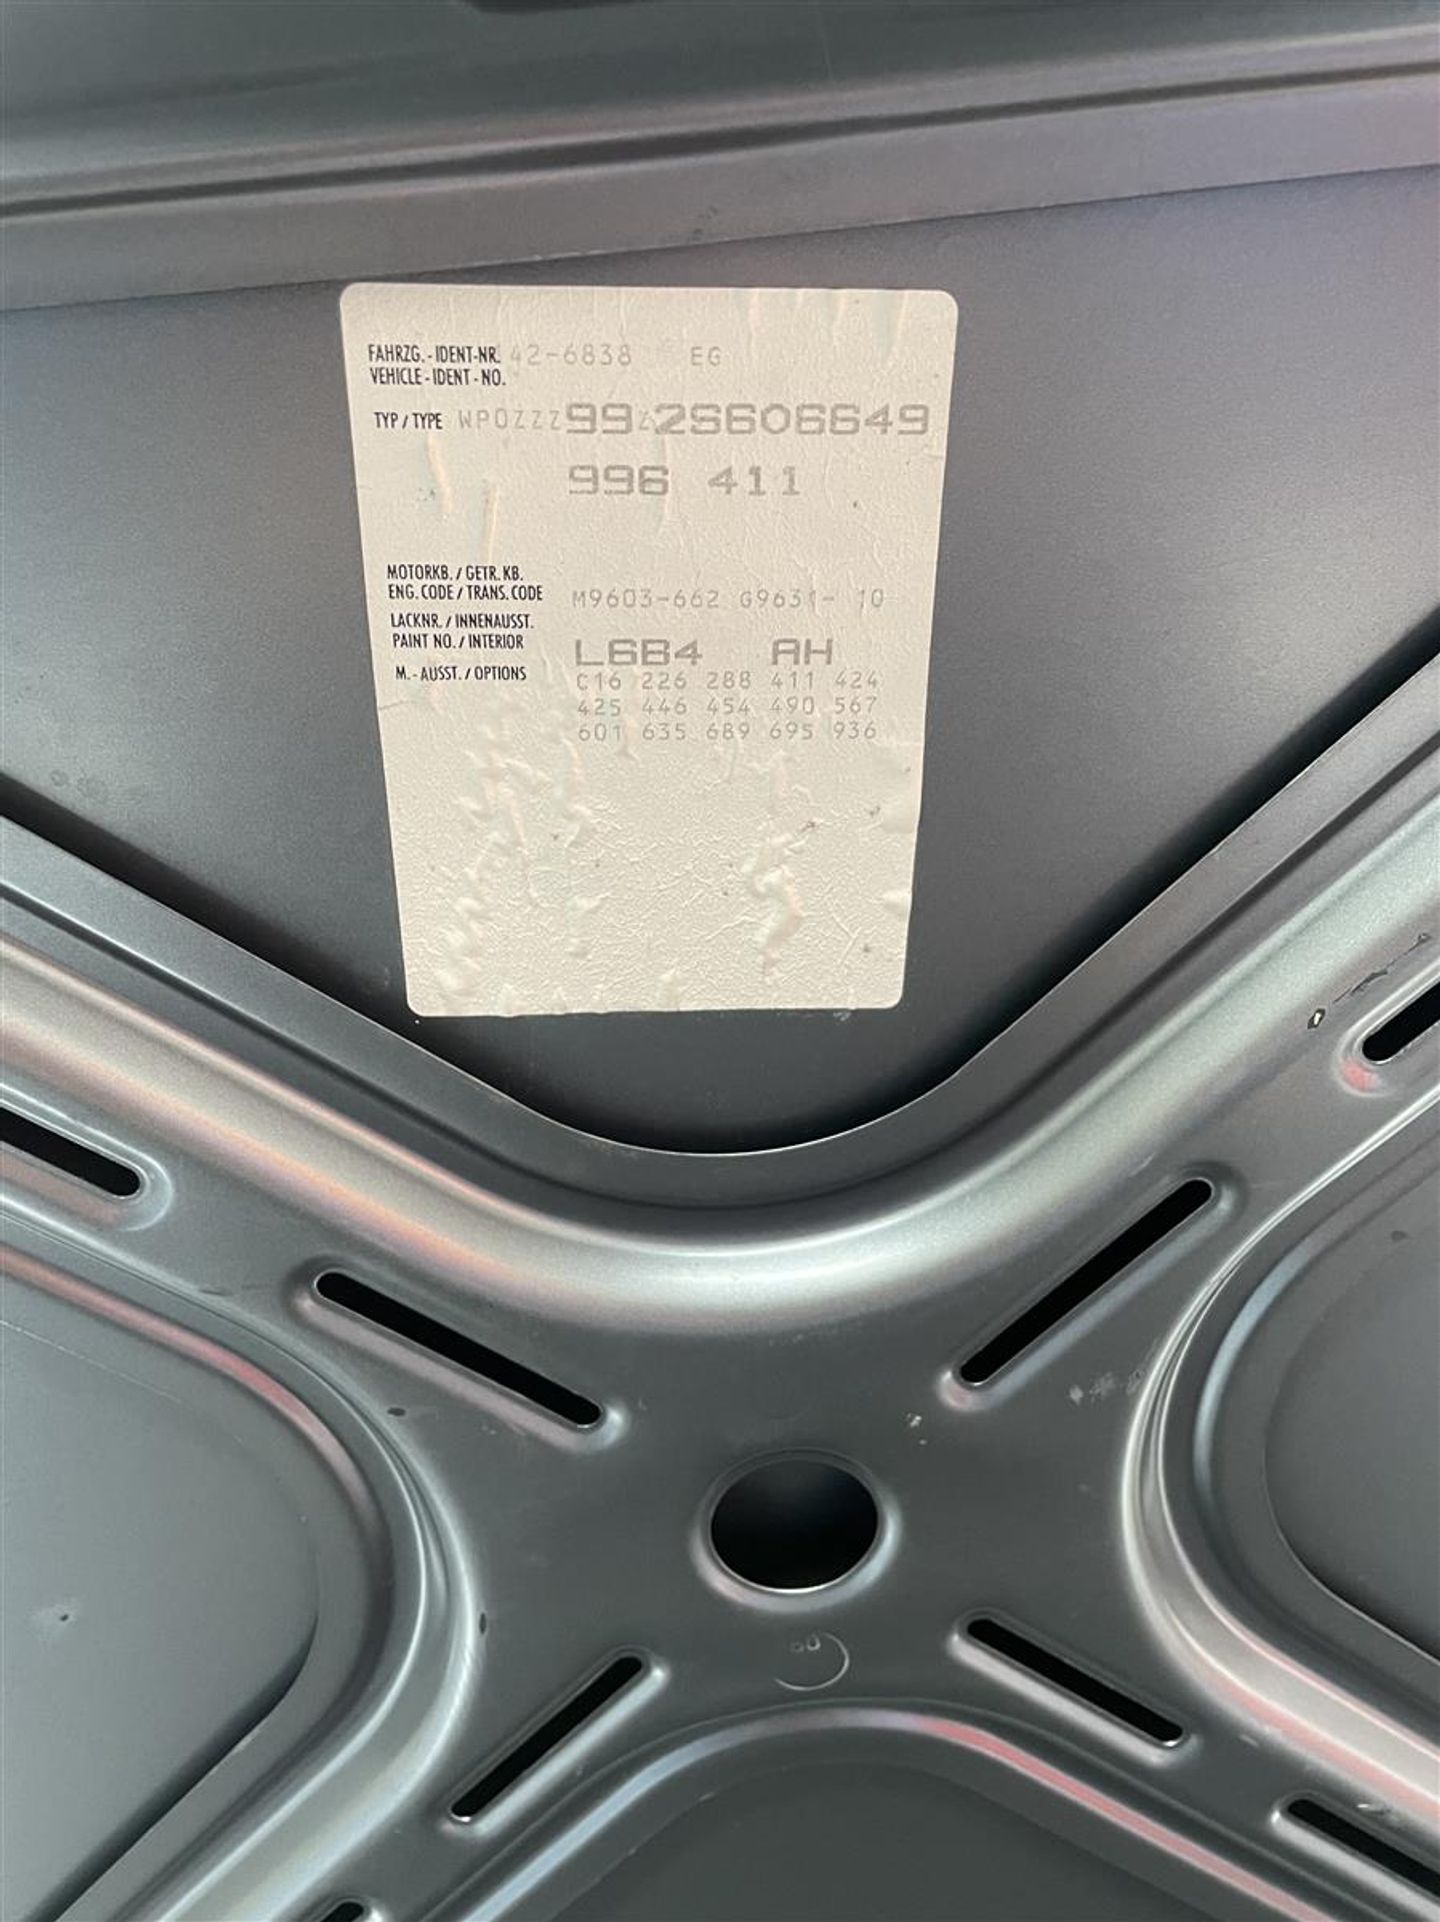 FAHRZG.-IDENT-NR. 42-6838 EG
VEHICLE-IDENT-NO.
TYP/TYPE WP0ZZZ99Z2S606649
996 411
MOTORKB./GETR.KB.
ENG.CODE/TRANS.CODE M9603-662 G9631- 10
LACKNR./INNENAUSST.
PAINT NO./INTERIOR L6B4 AH
M.-AUSST./OPTIONS C16 226 288 411 424
425 446 454 490 567
601 635 689 695 936